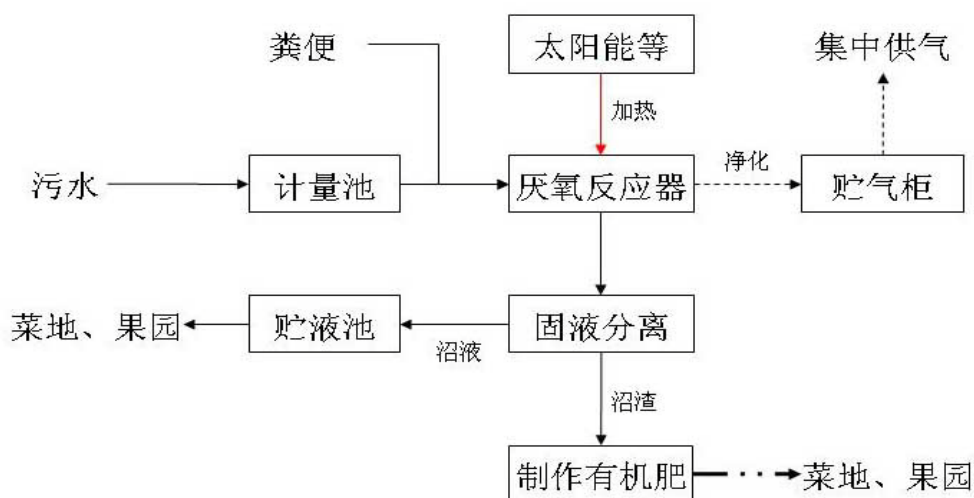 粪便
太阳能等
集中供气
加热
净化
污水
计量池
厌氧反应器
贮气柜
菜地、果园
贮液池
固液分离
沼液
沼渣
制作有机肥
菜地、果园